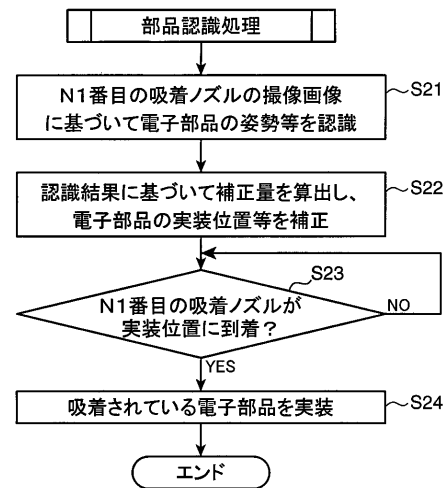 部品認識処理
N1番目の吸着ノズルの撮像画像
に基づいて電子部品の姿勢等を認識
S21
認識結果に基づいて補正量を算出し、
電子部品の実装位置等を補正
S22
S23
N1番目の吸着ノズルが
実装位置に到着?
NO
YES
吸着されている電子部品を実装
S24
エンド